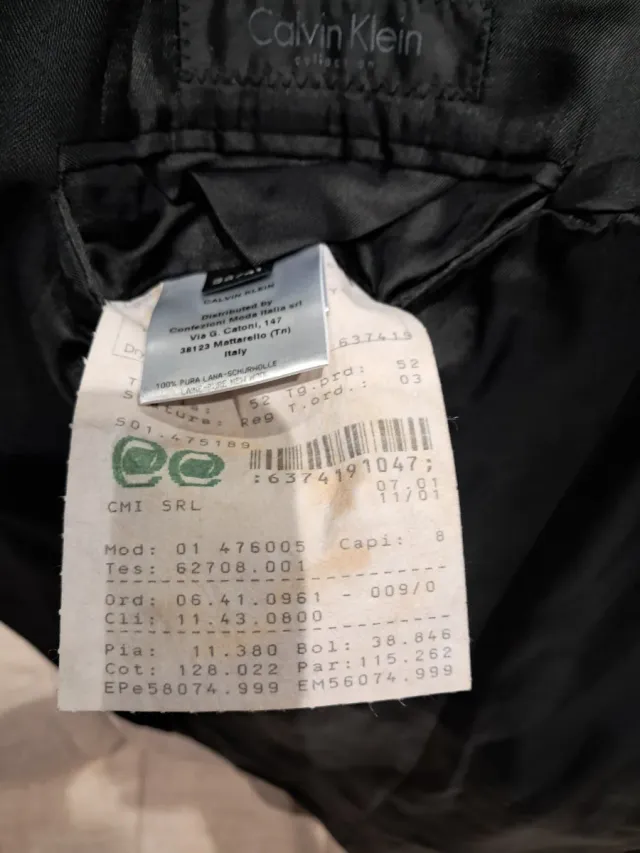 Calvin Klein
collection
CALVIN KLEIN
Distributed by
Confezioni Moda Italia srl
Via G. Catoni, 147
38123 Mattarello (Tn)
Italy
100% PURA LANA-SCHURWOLLE
637419
52 Tg.prd: 52
Reg T.ord.: 03
S01.475189
:6374191047;
07.01
11/01
CMI SRL
Mod: 01 476005 Capi: 8
Tes: 62708.001
Ord: 06.41.0961 - 009/0
Cli: 11.43.0800
Pia: 11.380 Bol: 38.846
Cot: 128.022 Par:115.262
EPe58074.999 EM56074.999